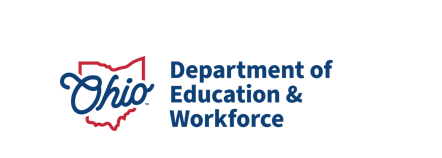 Ohio
Department of
Education &
Workforce